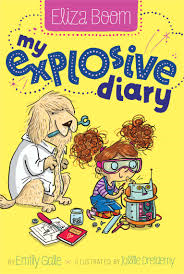 Eliza Boom
my
explosive
diary
BY Emily Gale
ILLUSTRATED BY Joëlle Dreidemy